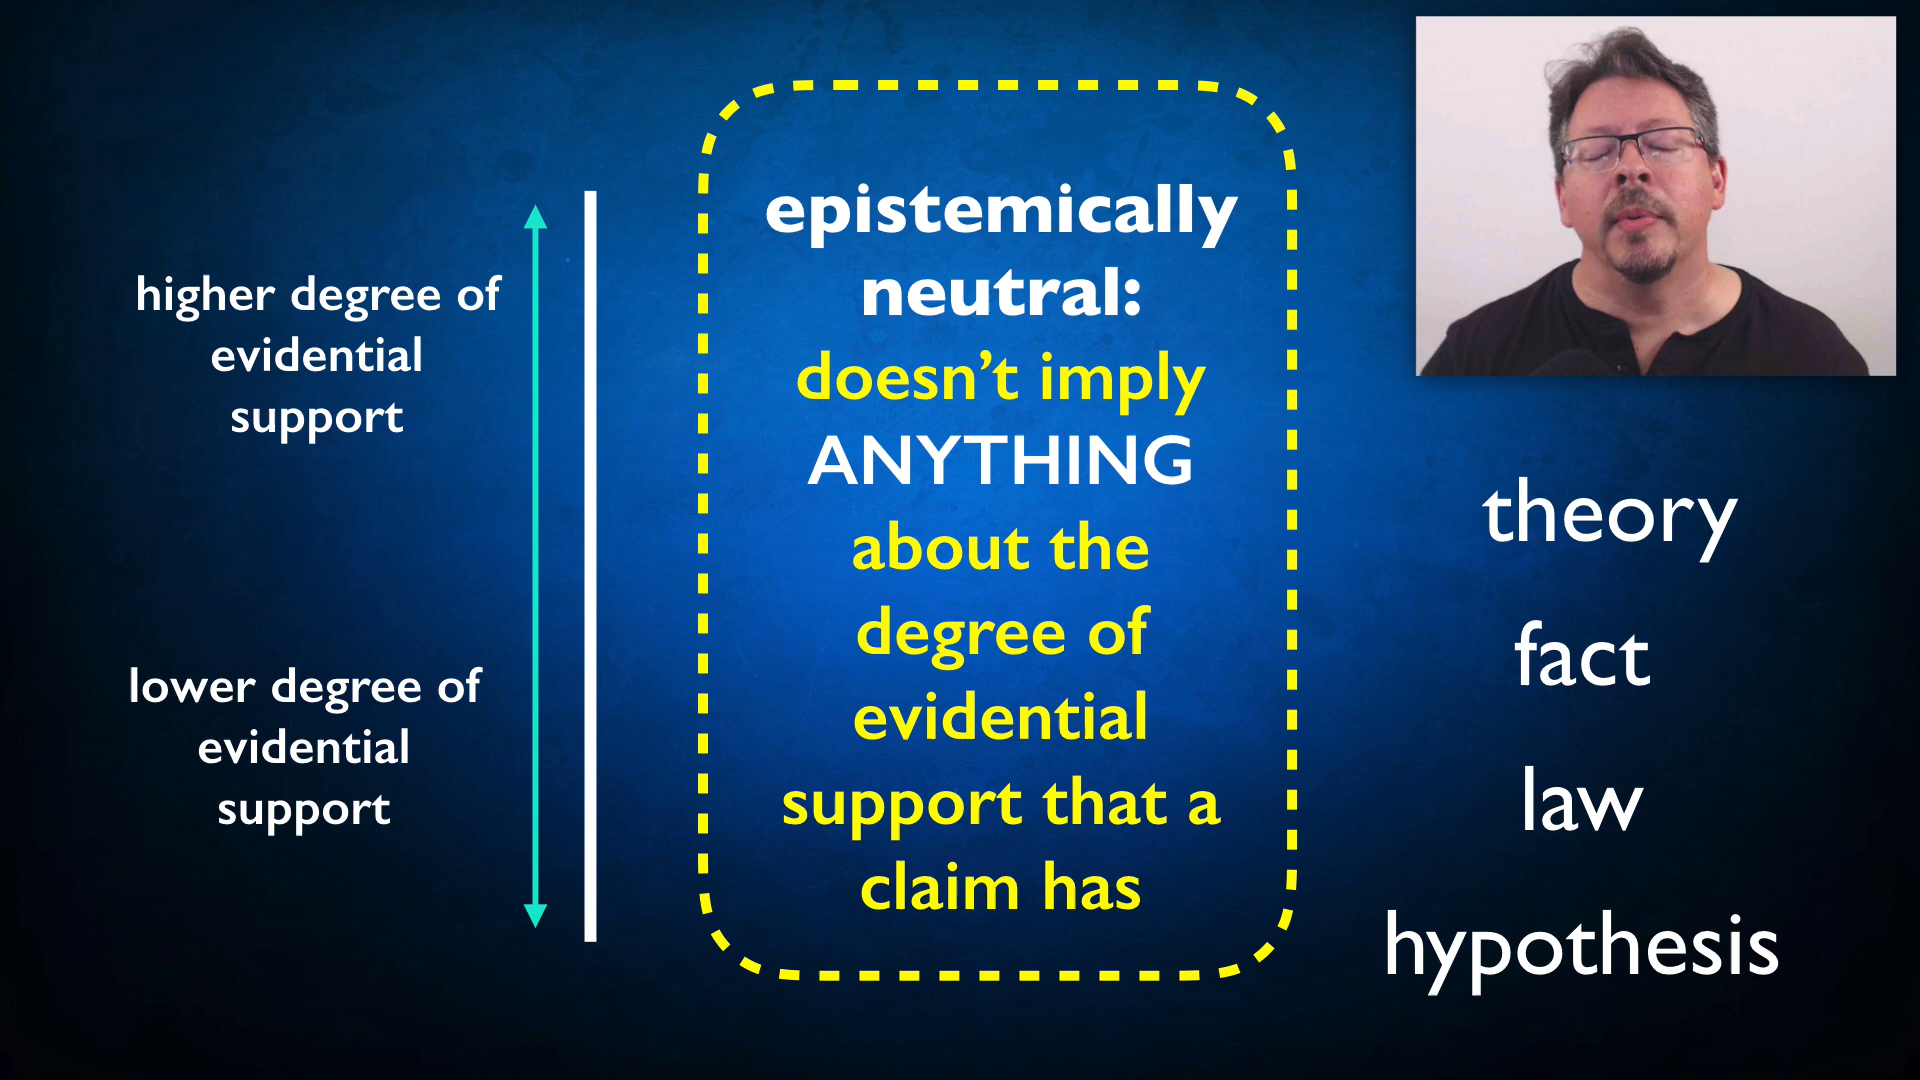 higher degree of
evidential
support
lower degree of
evidential
support
epistemically
neutral:
doesn’t imply
ANYTHING
about the
degree of
evidential
support that a
claim has
theory
fact
law
hypothesis